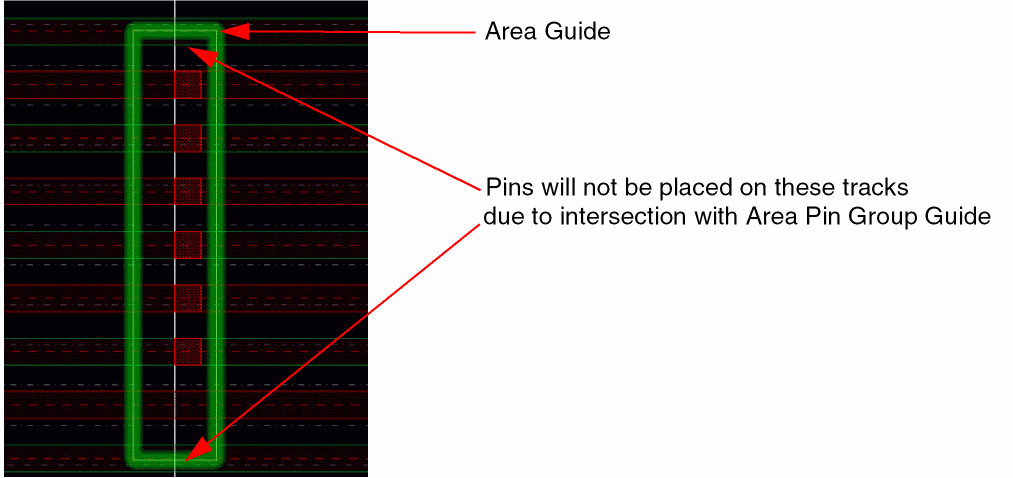 Area Guide
Pins will not be placed on these tracks
due to intersection with Area Pin Group Guide